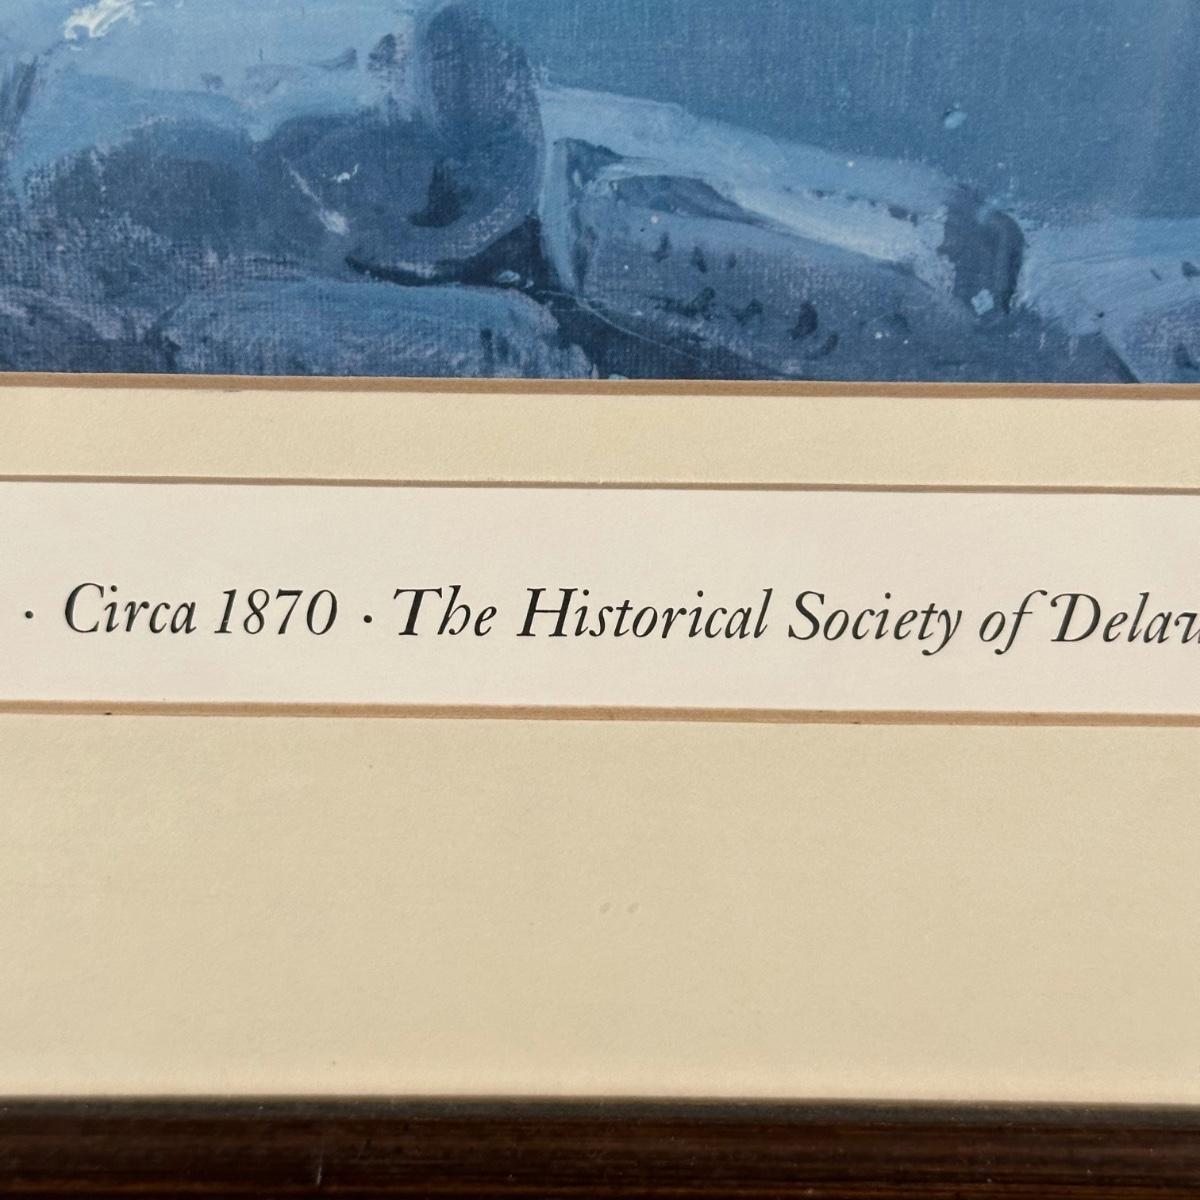 · Circa 1870 · The Historical Society of